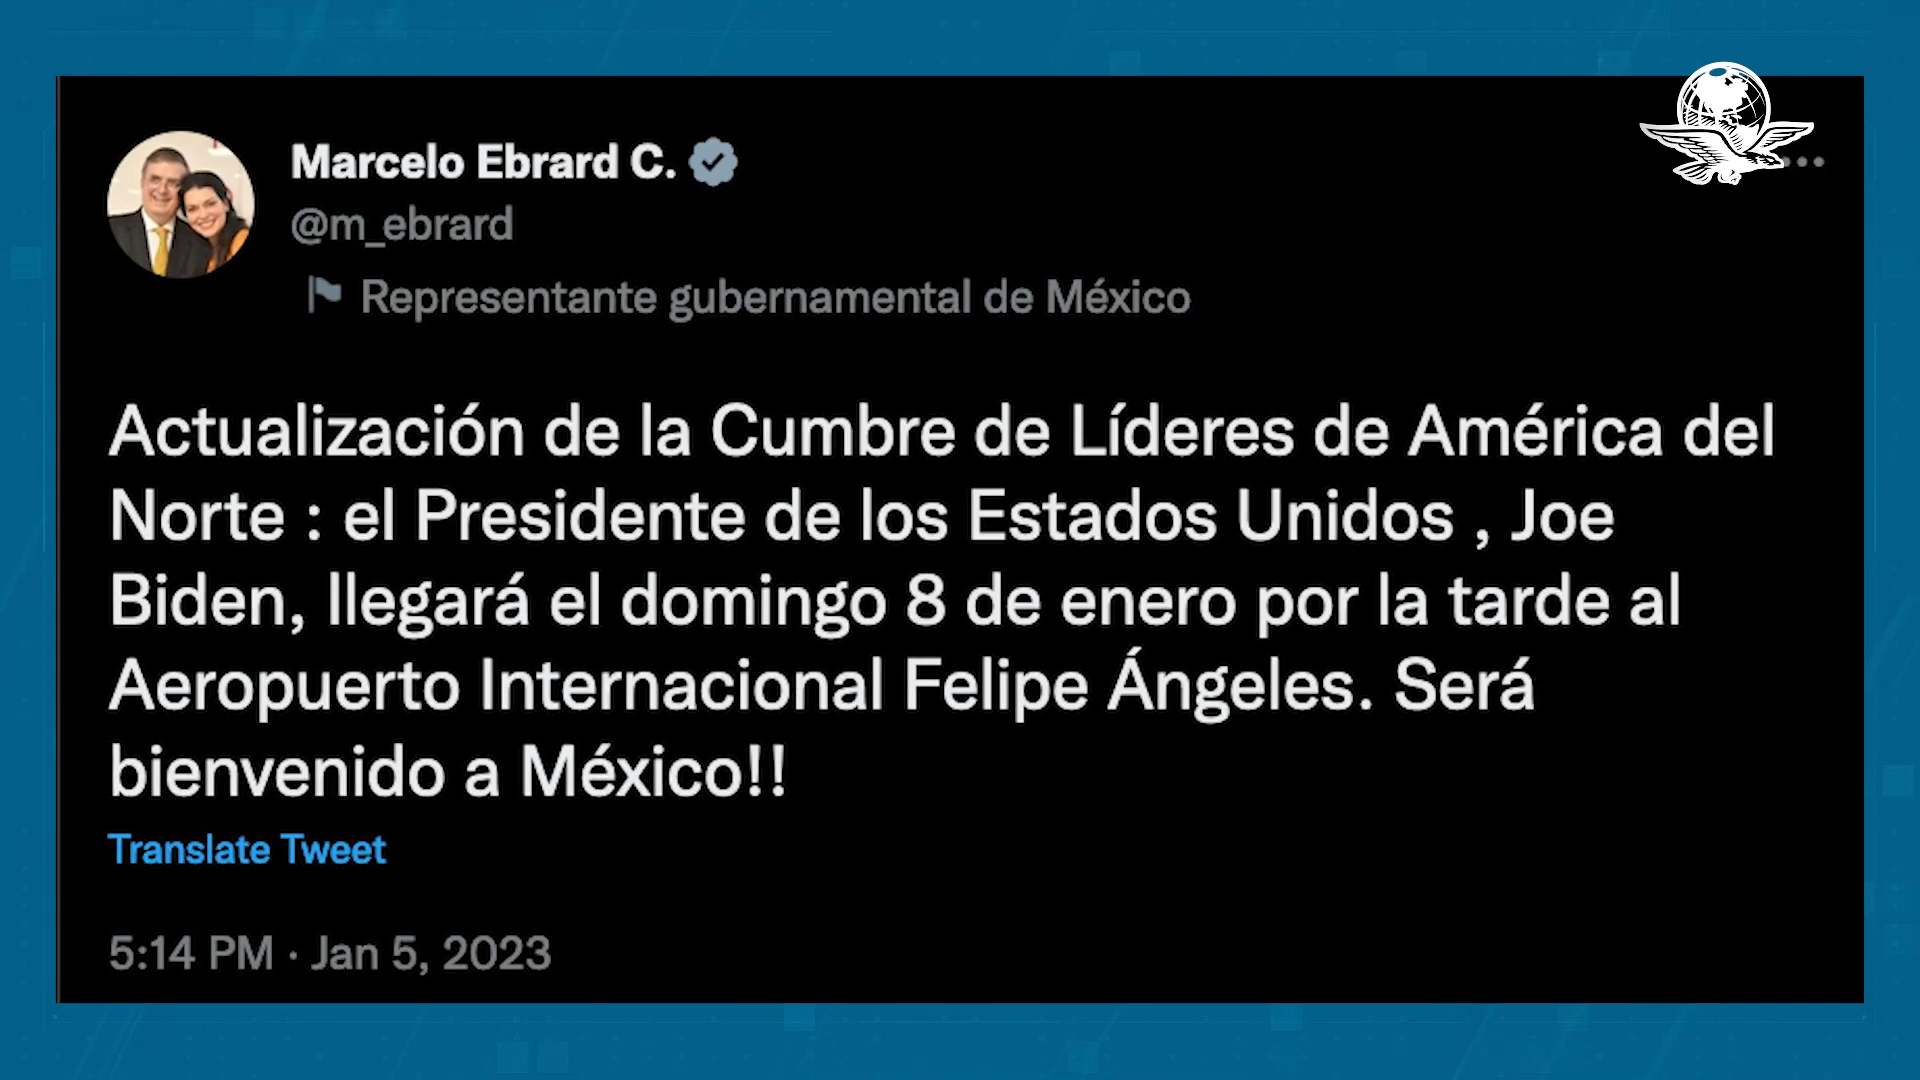 Marcelo Ebrard C.
@m_ebrard
Representante gubernamental de México
Actualización de la Cumbre de Líderes de América del
Norte : el Presidente de los Estados Unidos , Joe
Biden, llegará el domingo 8 de enero por la tarde al
Aeropuerto Internacional Felipe Ángeles. Será
bienvenido a México!!
Translate Tweet
5:14 PM · Jan 5, 2023